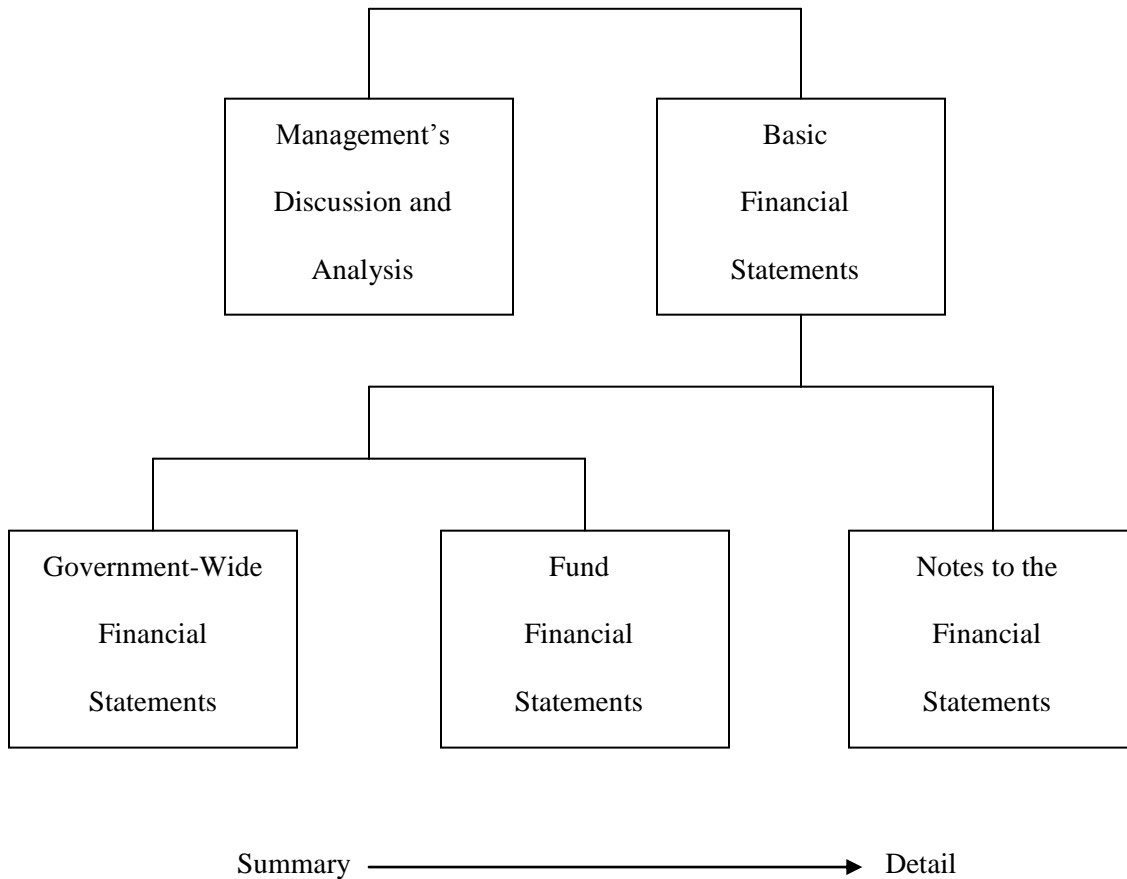 Management’s
Discussion and
Analysis
Basic
Financial
Statements
Government-Wide
Financial
Statements
Fund
Financial
Statements
Notes to the
Financial
Statements
Summary
Detail